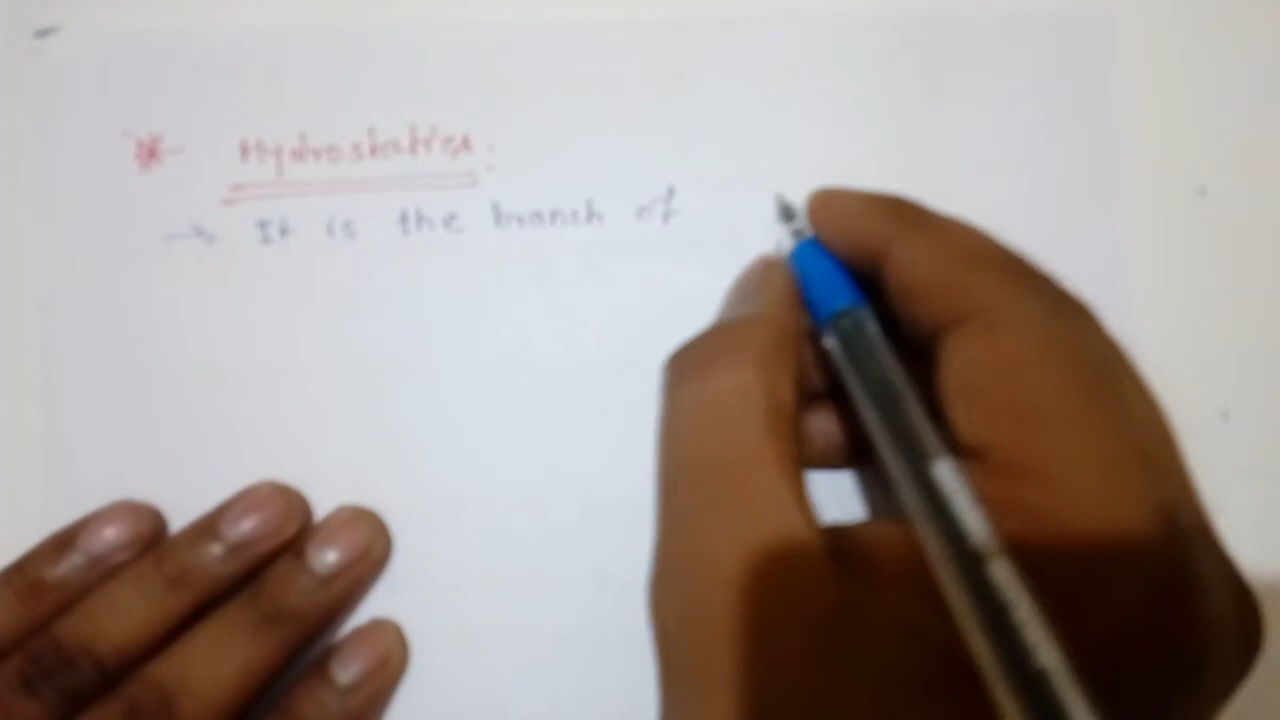 * Hydrostatics:
→ It is the branch of